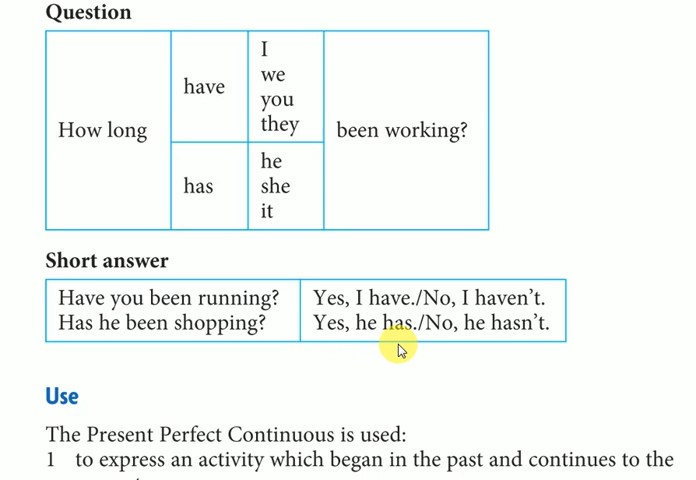 Question
How long
have
I
we
you
they
been working?
has
he
she
it
Short answer
Have you been running?
Yes, I have./No, I haven't.
Has he been shopping?
Yes, he has./No, he hasn't.
Use
The Present Perfect Continuous is used:
1 to express an activity which began in the past and continues to the